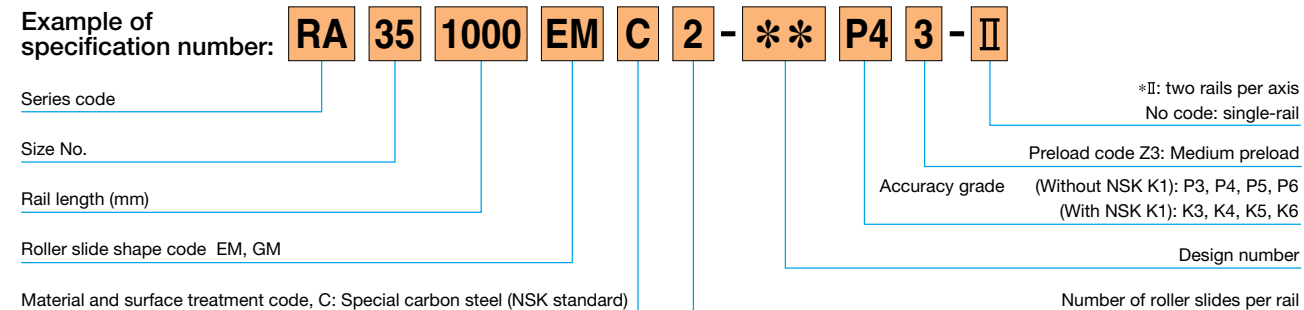 Example of
specification number: RA 35 1000 EM C 2 - ** P4 3 - Ⅱ
Series code
*Ⅱ: two rails per axis
No code: single-rail
Size No.
Preload code Z3: Medium preload
Rail length (mm)
Accuracy grade (Without NSK K1): P3, P4, P5, P6
(With NSK K1): K3, K4, K5, K6
Roller slide shape code EM, GM
Design number
Material and surface treatment code, C: Special carbon steel (NSK standard)
Number of roller slides per rail